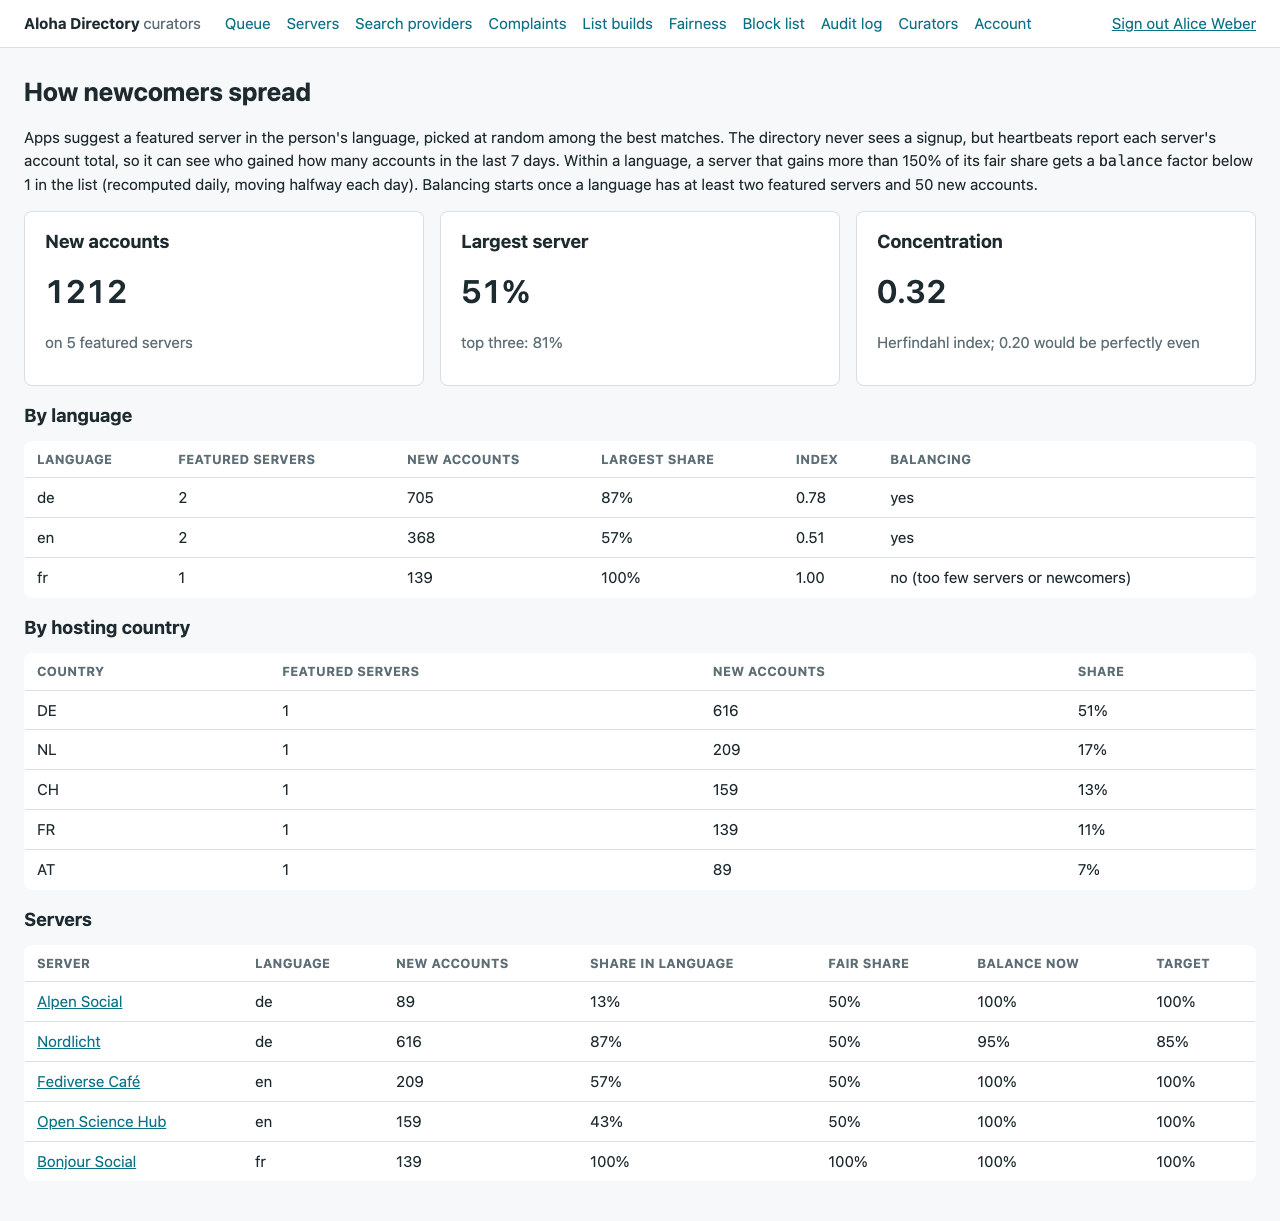 Aloha Directory curators Queue Servers Search providers Complaints List builds Fairness Block list Audit log Curators Account Sign out Alice Weber
How newcomers spread
Apps suggest a featured server in the person's language, picked at random among the best matches. The directory never sees a signup, but heartbeats report each server's
account total, so it can see who gained how many accounts in the last 7 days. Within a language, a server that gains more than 150% of its fair share gets a balance factor below
1 in the list (recomputed daily, moving halfway each day). Balancing starts once a language has at least two featured servers and 50 new accounts.
New accounts
1212
on 5 featured servers
Largest server
51%
top three: 81%
Concentration
0.32
Herfindahl index; 0.20 would be perfectly even
By language
LANGUAGE FEATURED SERVERS NEW ACCOUNTS LARGEST SHARE INDEX BALANCING
de 2 705 87% 0.78 yes
en 2 368 57% 0.51 yes
fr 1 139 100% 1.00 no (too few servers or newcomers)
By hosting country
COUNTRY FEATURED SERVERS NEW ACCOUNTS SHARE
DE 1 616 51%
NL 1 209 17%
CH 1 159 13%
FR 1 139 11%
AT 1 89 7%
Servers
SERVER LANGUAGE NEW ACCOUNTS SHARE IN LANGUAGE FAIR SHARE BALANCE NOW TARGET
Alpen Social de 89 13% 50% 100% 100%
Nordlicht de 616 87% 50% 95% 85%
Fediverse Café en 209 57% 50% 100% 100%
Open Science Hub en 159 43% 50% 100% 100%
Bonjour Social fr 139 100% 100% 100% 100%